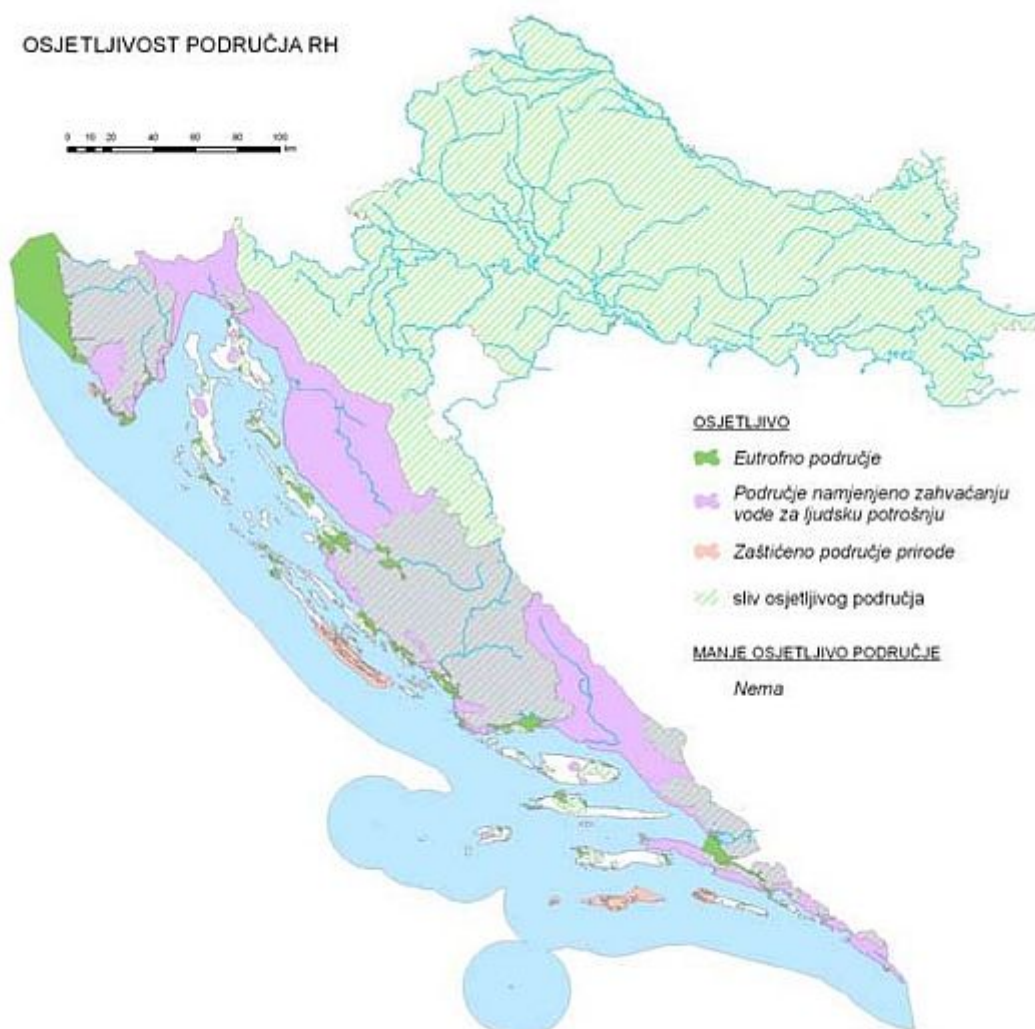 OSJETLJIVOST PODRUČJA RH
0 10 20 40 60 80 100
km
OSJETLJIVO
Eutrofno područje
Područje namjenjeno zahvaćanju
vode za ljudsku potrošnju
Zaštićeno područje prirode
sliv osjetljivog područja
MANJE OSJETLJIVO PODRUČJE
Nema